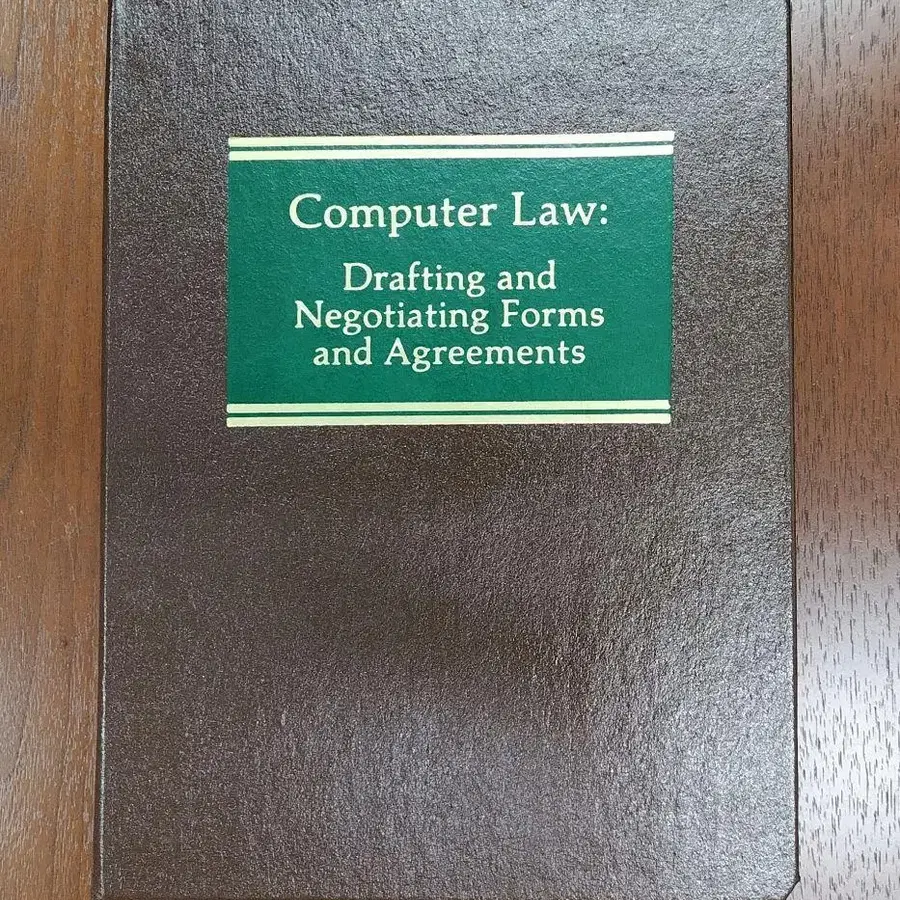 Computer Law:
Drafting and
Negotiating Forms
and Agreements